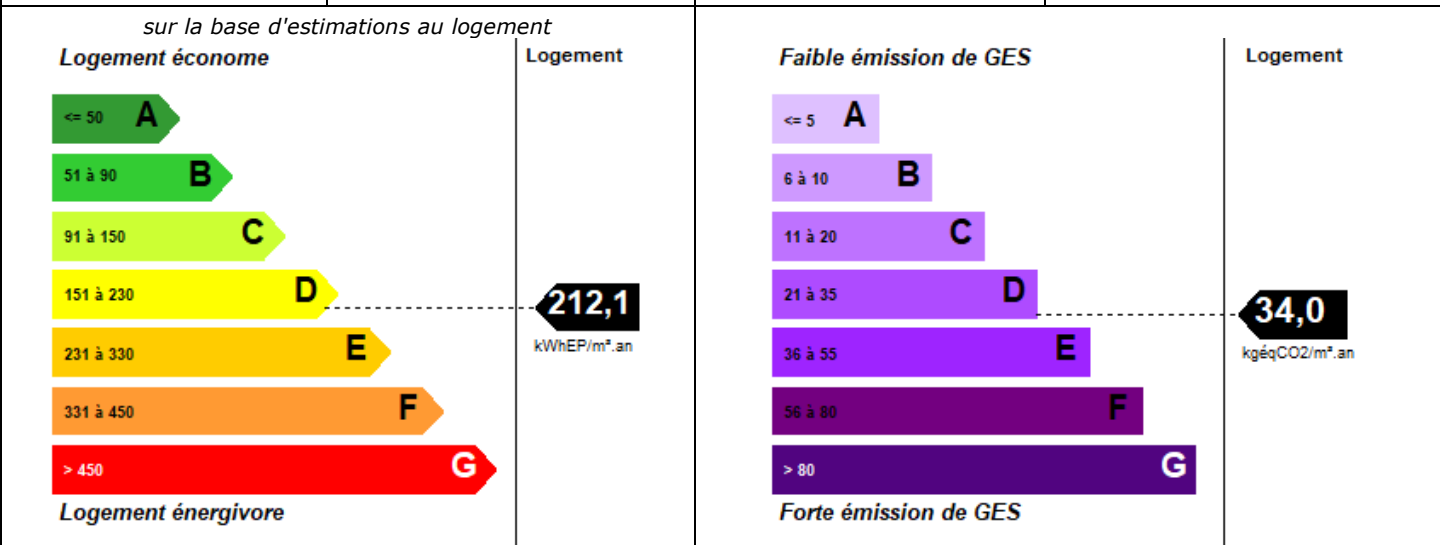 sur la base d'estimations au logement
Logement économe
Logement
<= 50 A
51 à 90 B
91 à 150 C
151 à 230 D
212,1
kWhEP/m².an
231 à 330 E
331 à 450 F
> 450 G
Logement énergivore
Faible émission de GES
Logement
<= 5 A
6 à 10 B
11 à 20 C
21 à 35 D
34,0
kgéqCO2/m².an
36 à 55 E
56 à 80 F
> 80 G
Forte émission de GES